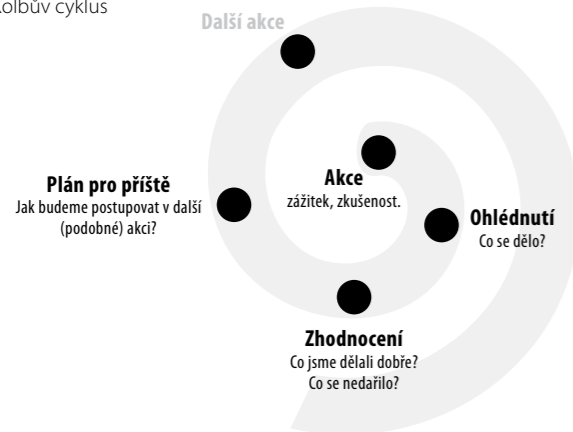 olbův cyklus
Další akce
Akce
zážitek, zkušenost.
Ohlédnutí
Co se dělo?
Zhodnocení
Co jsme dělali dobře?
Co se nedařilo?
Plán pro příště
Jak budeme postupovat v další
(podobné) akci?